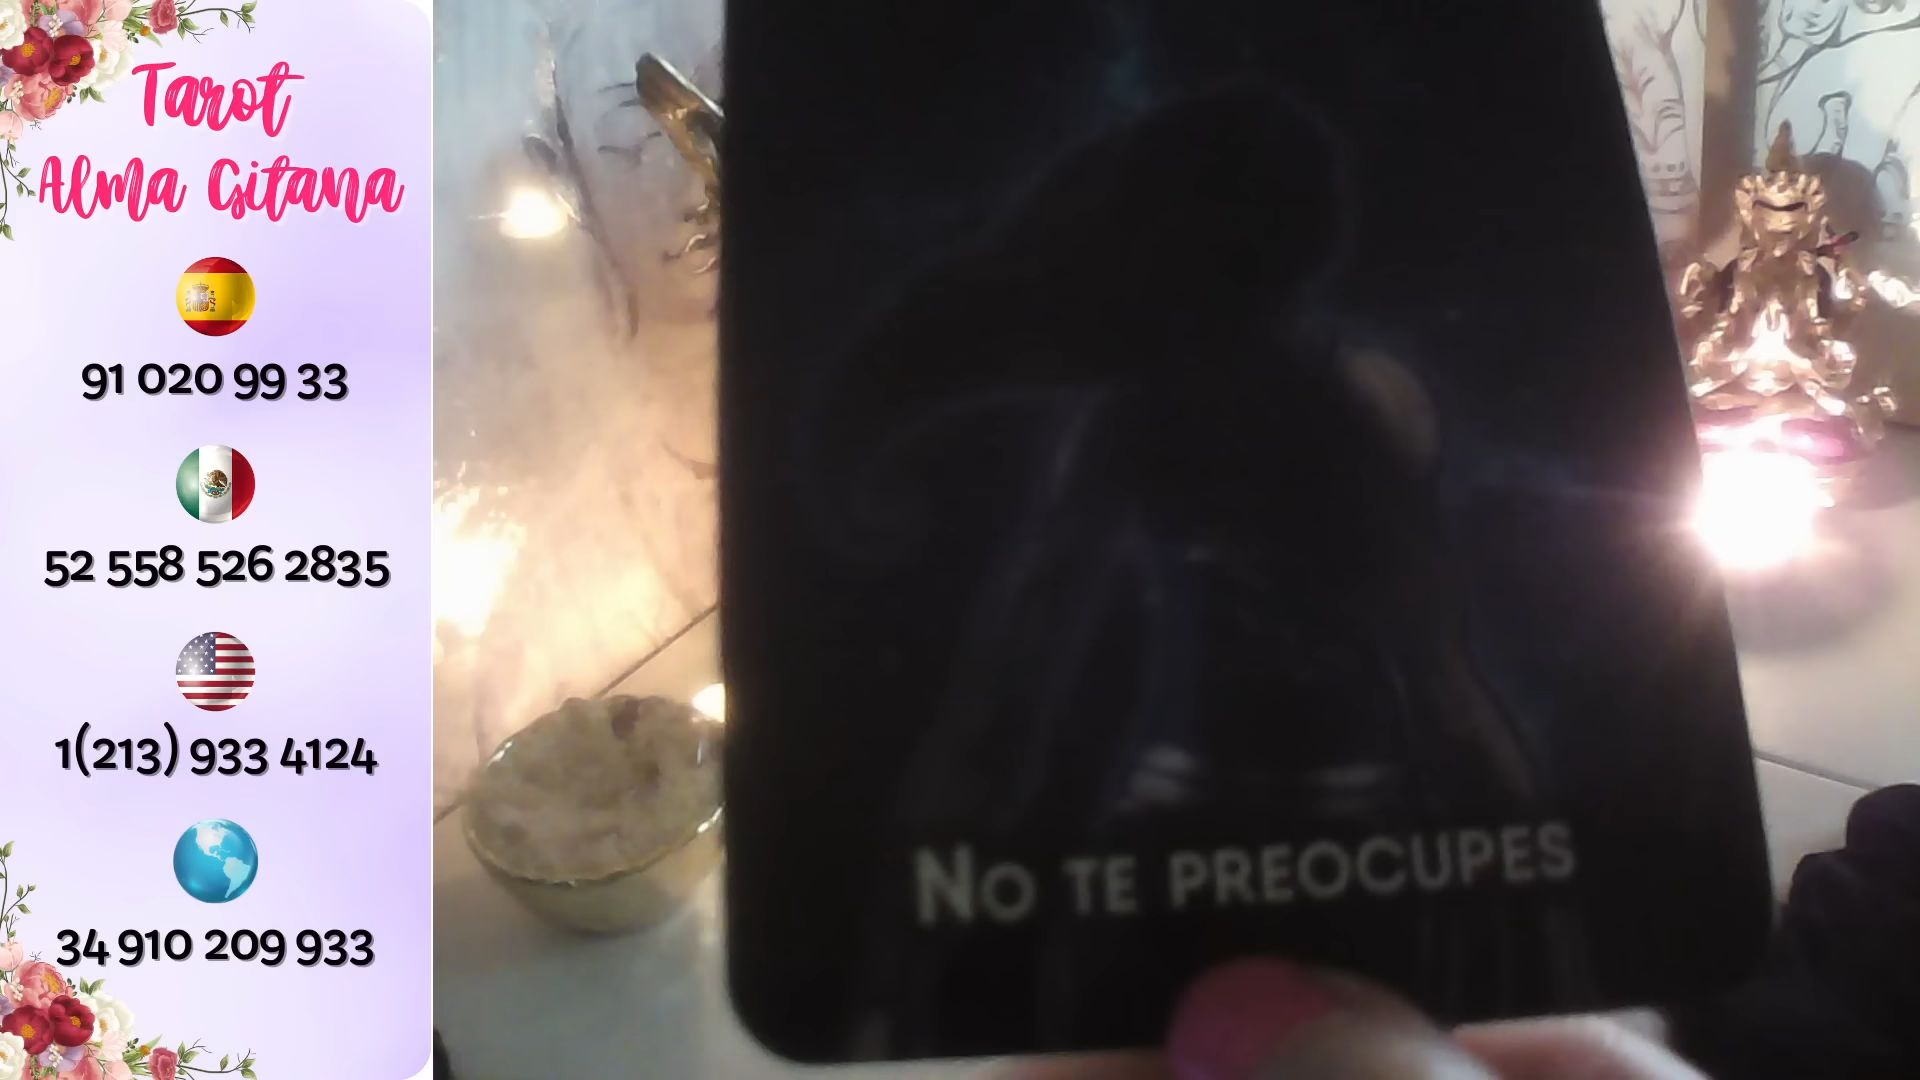 Tarot
Alma Gitana
91 020 99 33
52 558 526 2835
1(213) 933 4124
34 910 209 933
No te preocupes